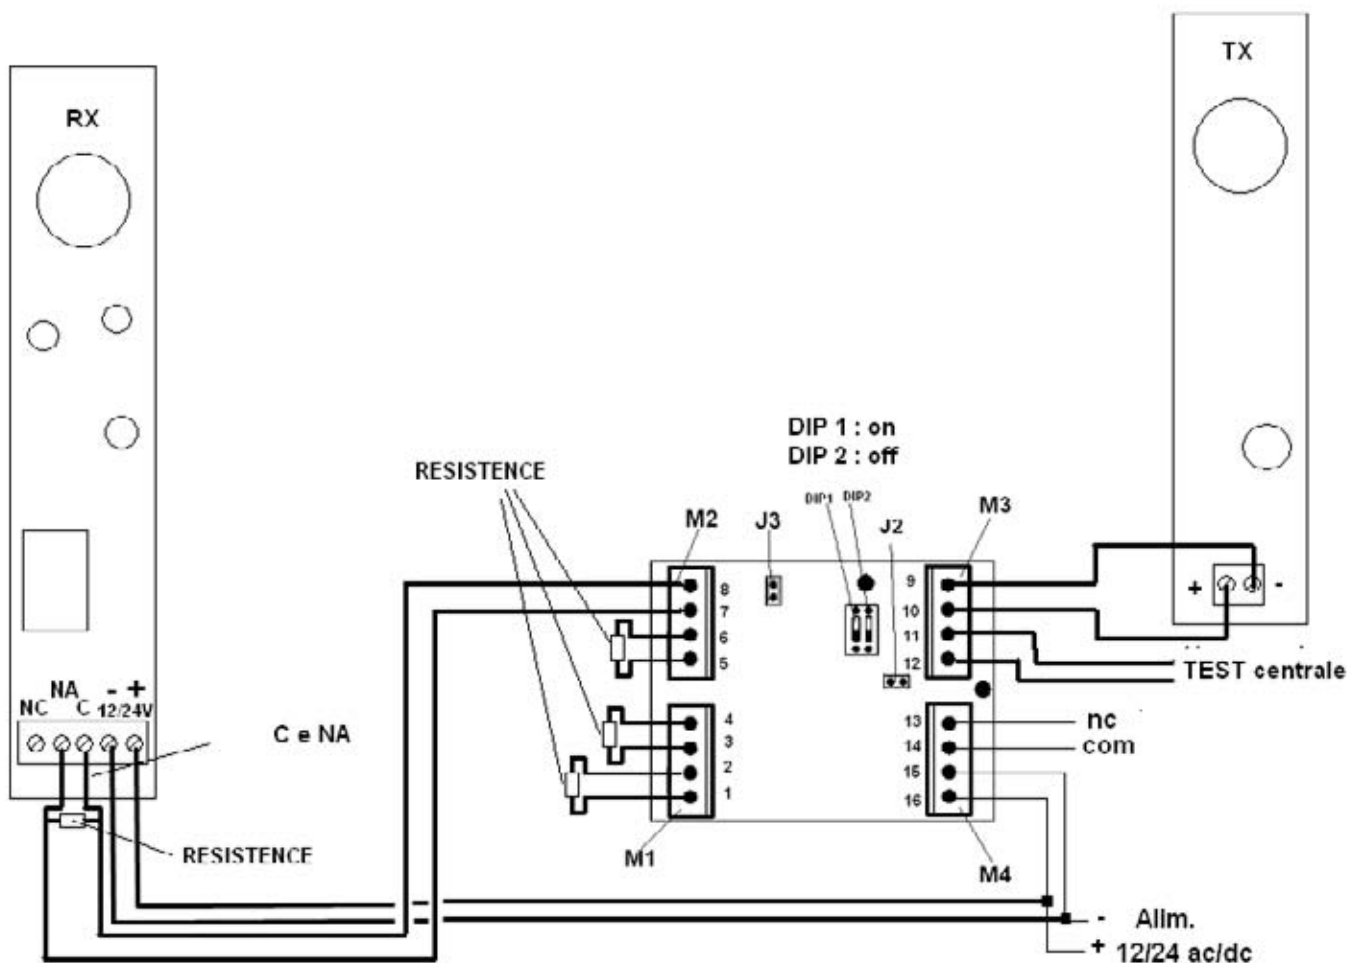 TX
RX
DIP 1 : on
DIP 2 : off
RESISTENCE
DIP1 DIP2
M2
J3
J2
M3
8
7
6
5
9
10
11
12
+
-
TEST centrale
4
3
2
1
13
14
15
16
nc
com
NA - +
NC C 12/24V
C e NA
RESISTENCE
M1
M4
- Alim.
+ 12/24 ac/dc